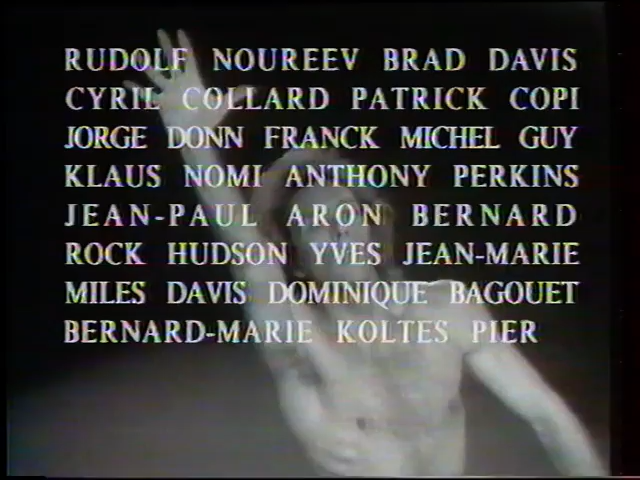 RUDOLF NOUREEV BRAD DAVIS
CYRIL COLLARD PATRICK COPI
JORGE DONN FRANCK MICHEL GUY
KLAUS NOMI ANTHONY PERKINS
JEAN-PAUL ARON BERNARD
ROCK HUDSON YVES JEAN-MARIE
MILES DAVIS DOMINIQUE BAGOUET
BERNARD-MARIE KOLTES PIER